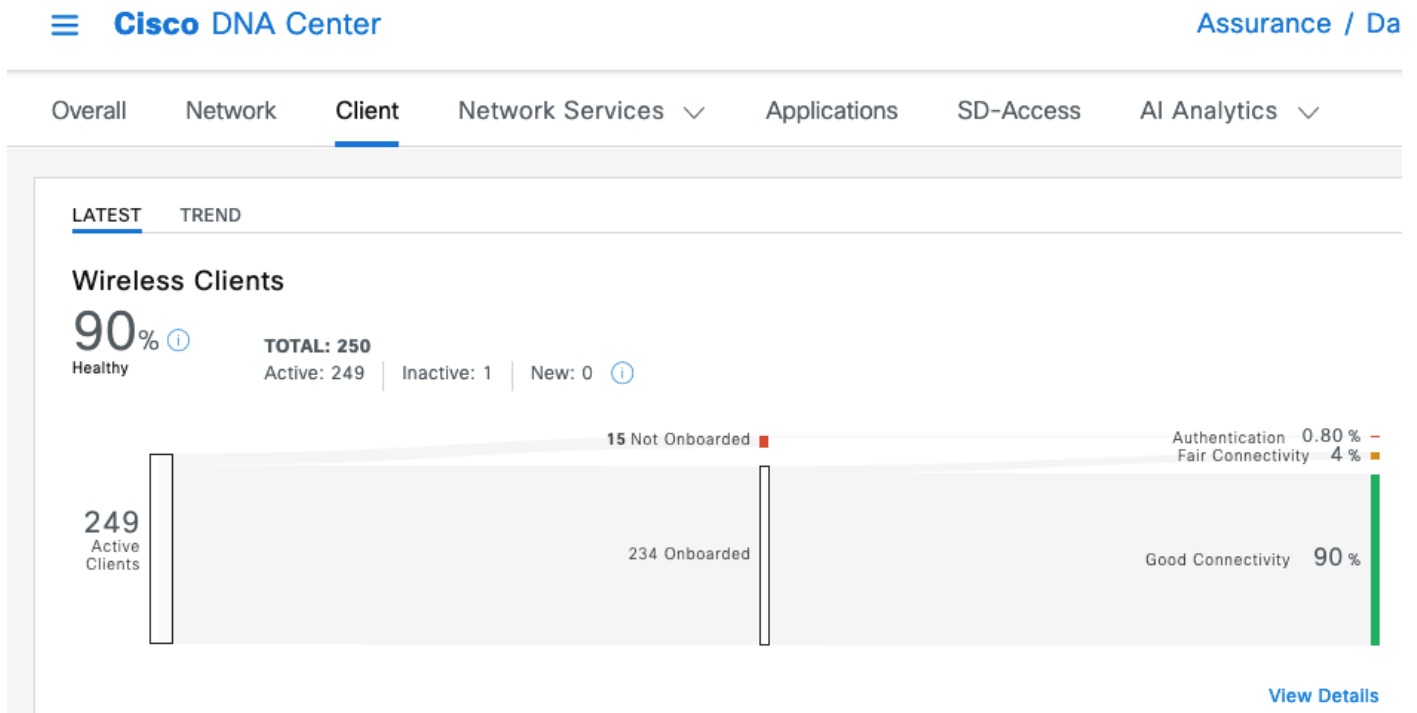 Cisco DNA Center
Assurance / Da
Overall Network Client Network Services Applications SD-Access AI Analytics
LATEST TREND
Wireless Clients
90%
Healthy
TOTAL: 250
Active: 249 Inactive: 1 New: 0
15 Not Onboarded
Authentication 0.80 %
Fair Connectivity 4 %
249
Active
Clients
234 Onboarded
Good Connectivity 90 %
View Details